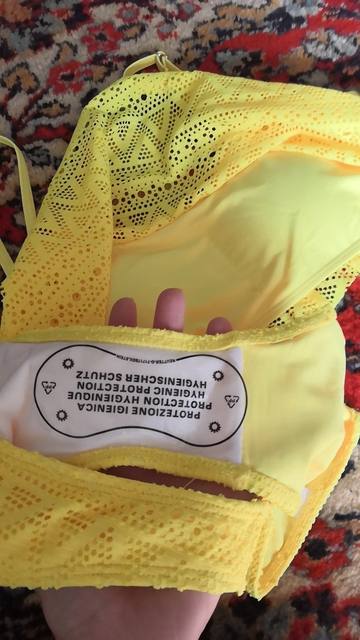 PROTEZIONE IGIENICA
PROTECTION HYGIENIQUE
HYGIENIC PROTECTION
HYGIENISCHER SCHUTZ